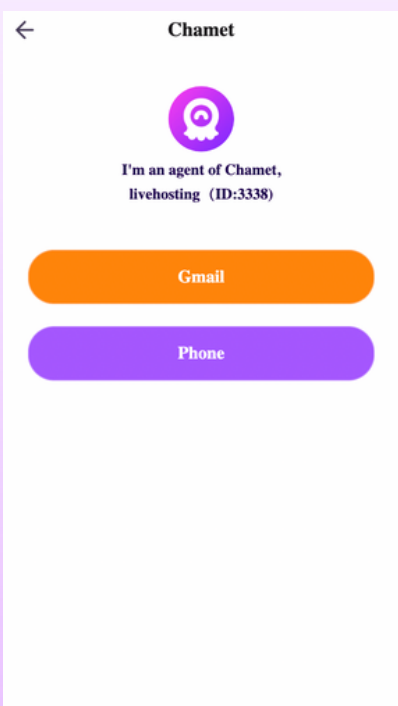 Chamet
I'm an agent of Chamet,
livehosting（ID:3338)
Gmail
Phone